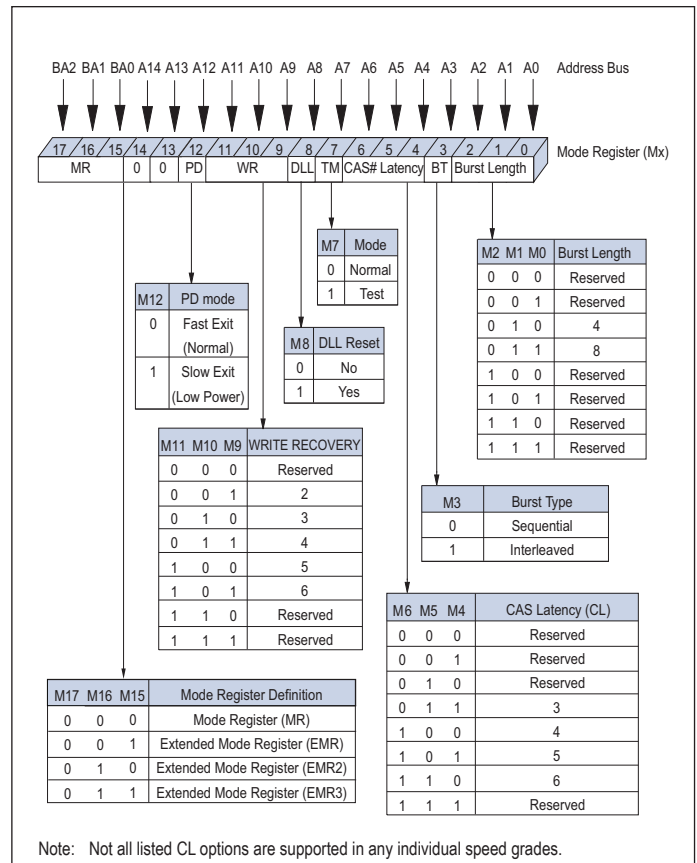 BA2 BA1 BA0 A14 A13 A12 A11 A10 A9 A8 A7 A6 A5 A4 A3 A2 A1 A0 Address Bus
17 16 15 14 13 12 11 10 9 8 7 6 5 4 3 2 1 0 Mode Register (Mx)
MR 0 0 PD WR DLL TM CAS# Latency BT Burst Length
M7 Mode
0 Normal
1 Test
M2 M1 M0 Burst Length
0 0 0 Reserved
0 0 1 Reserved
0 1 0 4
0 1 1 8
1 0 0 Reserved
1 0 1 Reserved
1 1 0 Reserved
1 1 1 Reserved
M12 PD mode
0 Fast Exit
(Normal)
1 Slow Exit
(Low Power)
M8 DLL Reset
0 No
1 Yes
M11 M10 M9 WRITE RECOVERY
0 0 0 Reserved
0 0 1 2
0 1 0 3
0 1 1 4
1 0 0 5
1 0 1 6
1 1 0 Reserved
1 1 1 Reserved
M3 Burst Type
0 Sequential
1 Interleaved
M6 M5 M4 CAS Latency (CL)
0 0 0 Reserved
0 0 1 Reserved
0 1 0 Reserved
0 1 1 3
1 0 0 4
1 0 1 5
1 1 0 6
1 1 1 Reserved
M17 M16 M15 Mode Register Definition
0 0 0 Mode Register (MR)
0 0 1 Extended Mode Register (EMR)
0 1 0 Extended Mode Register (EMR2)
0 1 1 Extended Mode Register (EMR3)
Note: Not all listed CL options are supported in any individual speed grades.